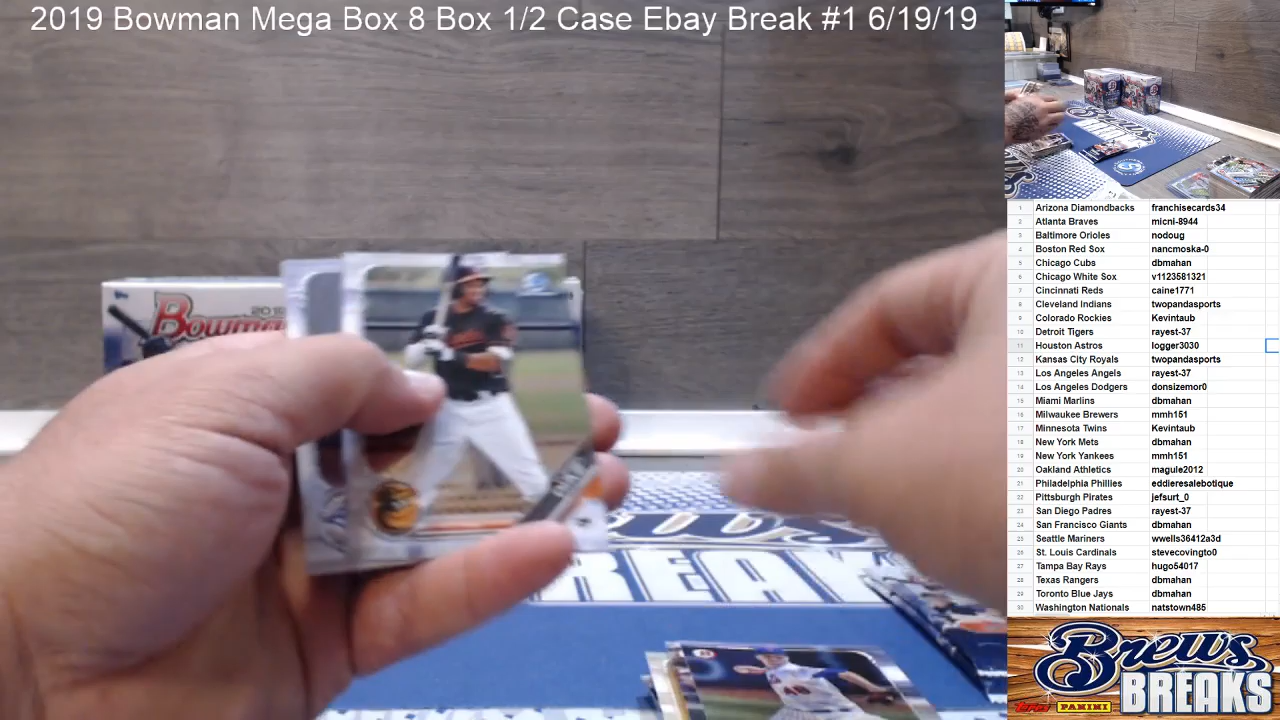 2019 Bowman Mega Box 8 Box 1/2 Case Ebay Break #1 6/19/19
1 Arizona Diamondbacks franchisecards34
2 Atlanta Braves micni-8944
3 Baltimore Orioles nodoug
4 Boston Red Sox nancmoska-0
5 Chicago Cubs dbmahan
6 Chicago White Sox v1123581321
7 Cincinnati Reds caine1771
8 Cleveland Indians twopandasports
9 Colorado Rockies Kevintaub
10 Detroit Tigers rayest-37
11 Houston Astros logger3030
12 Kansas City Royals twopandasports
13 Los Angeles Angels rayest-37
14 Los Angeles Dodgers donsizemor0
15 Miami Marlins dbmahan
16 Milwaukee Brewers mmh151
17 Minnesota Twins Kevintaub
18 New York Mets dbmahan
19 New York Yankees mmh151
20 Oakland Athletics magule2012
21 Philadelphia Phillies eddieresalebotique
22 Pittsburgh Pirates jefsurt_0
23 San Diego Padres rayest-37
24 San Francisco Giants dbmahan
25 Seattle Mariners wwells36412a3d
26 St. Louis Cardinals stevecovingto0
27 Tampa Bay Rays hugo54017
28 Texas Rangers dbmahan
29 Toronto Blue Jays dbmahan
30 Washington Nationals natstown485
Bowma
REAK
Brews
BREAKS
Topps PANINI